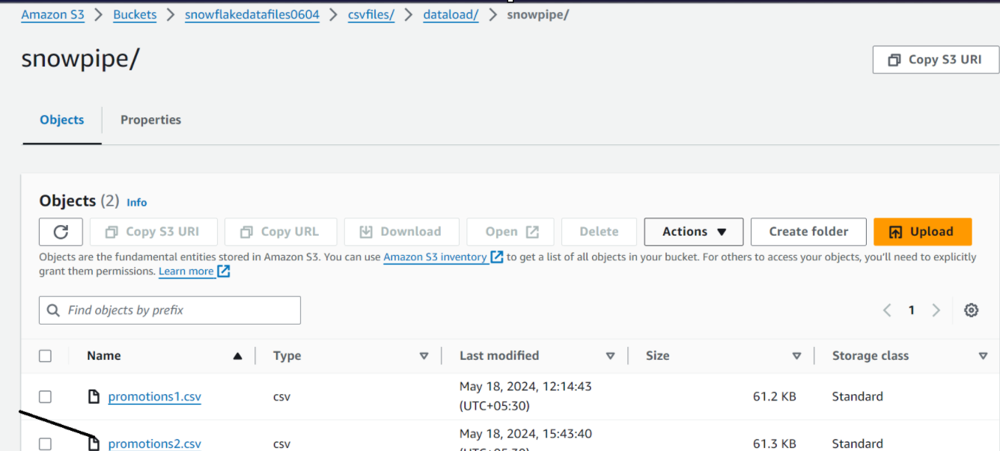 Amazon S3 > Buckets > snowflakedatafiles0604 > csvfiles/ > dataload/ > snowpipe/
snowpipe/
Copy S3 URI
Objects Properties
Objects (2) Info
Copy S3 URI Copy URL Download Open Delete Actions ▼ Create folder Upload
Objects are the fundamental entities stored in Amazon S3. You can use Amazon S3 inventory to get a list of all objects in your bucket. For others to access your objects, you'll need to explicitly
grant them permissions. Learn more
Find objects by prefix
< 1 >
Name Type Last modified Size Storage class
promotions1.csv csv May 18, 2024, 12:14:43 61.2 KB Standard
(UTC+05:30)
promotions2.csv csv May 18, 2024, 15:43:40 61.3 KB Standard
(UTC+05:30)